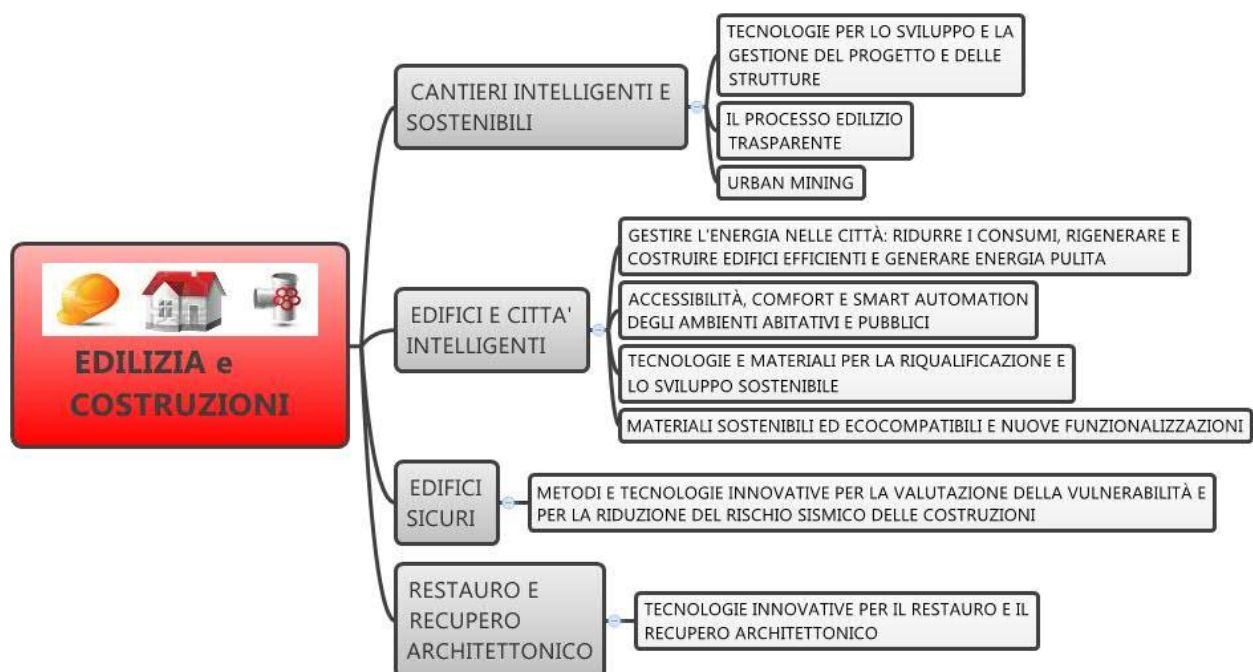 EDILIZIA e
COSTRUZIONI
CANTIERI INTELLIGENTI E
SOSTENIBILI
TECNOLOGIE PER LO SVILUPPO E LA
GESTIONE DEL PROGETTO E DELLE
STRUTTURE
IL PROCESSO EDILIZIO
TRASPARENTE
URBAN MINING
EDIFICI E CITTA'
INTELLIGENTI
GESTIRE L'ENERGIA NELLE CITTÀ: RIDURRE I CONSUMI, RIGENERARE E
COSTRUIRE EDIFICI EFFICIENTI E GENERARE ENERGIA PULITA
ACCESSIBILITÀ, COMFORT E SMART AUTOMATION
DEGLI AMBIENTI ABITATIVI E PUBBLICI
TECNOLOGIE E MATERIALI PER LA RIQUALIFICAZIONE E
LO SVILUPPO SOSTENIBILE
MATERIALI SOSTENIBILI ED ECOCOMPATIBILI E NUOVE FUNZIONALIZZAZIONI
EDIFICI
SICURI
METODI E TECNOLOGIE INNOVATIVE PER LA VALUTAZIONE DELLA VULNERABILITÀ E
PER LA RIDUZIONE DEL RISCHIO SISMICO DELLE COSTRUZIONI
RESTAURO E
RECUPERO
ARCHITETTONICO
TECNOLOGIE INNOVATIVE PER IL RESTAURO E IL
RECUPERO ARCHITETTONICO